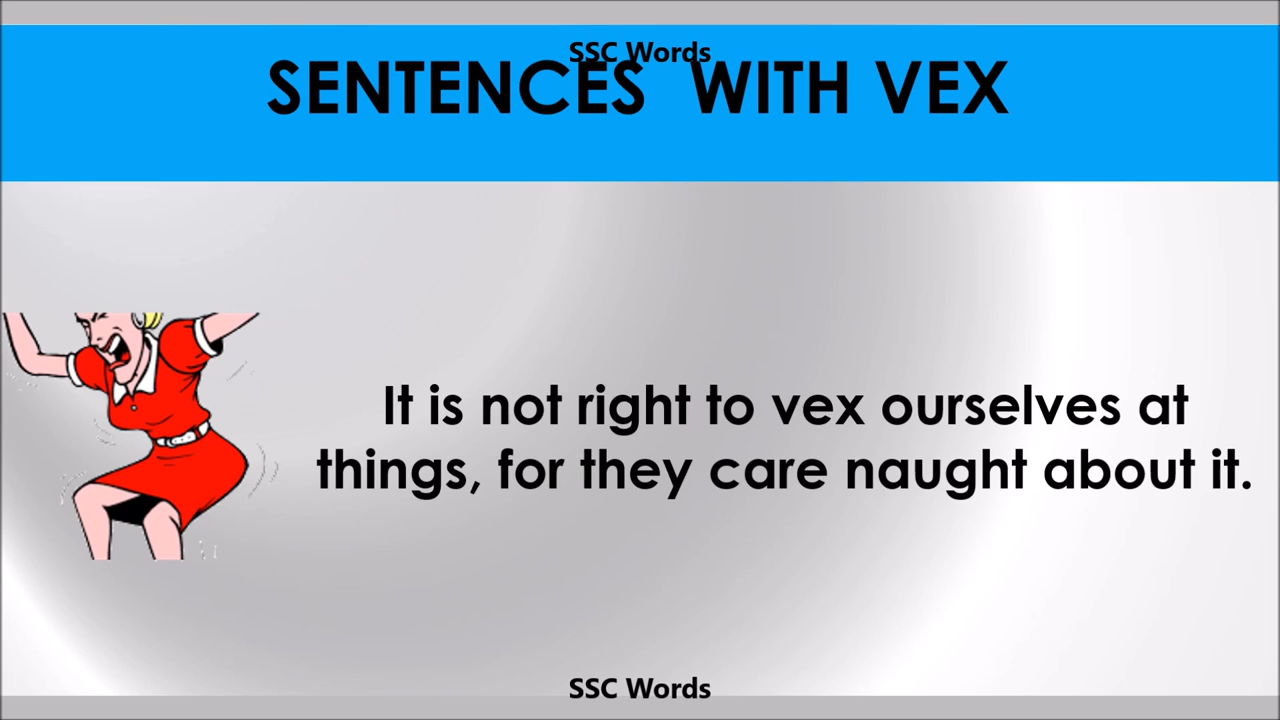 SSC Words
SENTENCES WITH VEX
It is not right to vex ourselves at
things, for they care naught about it.
SSC Words